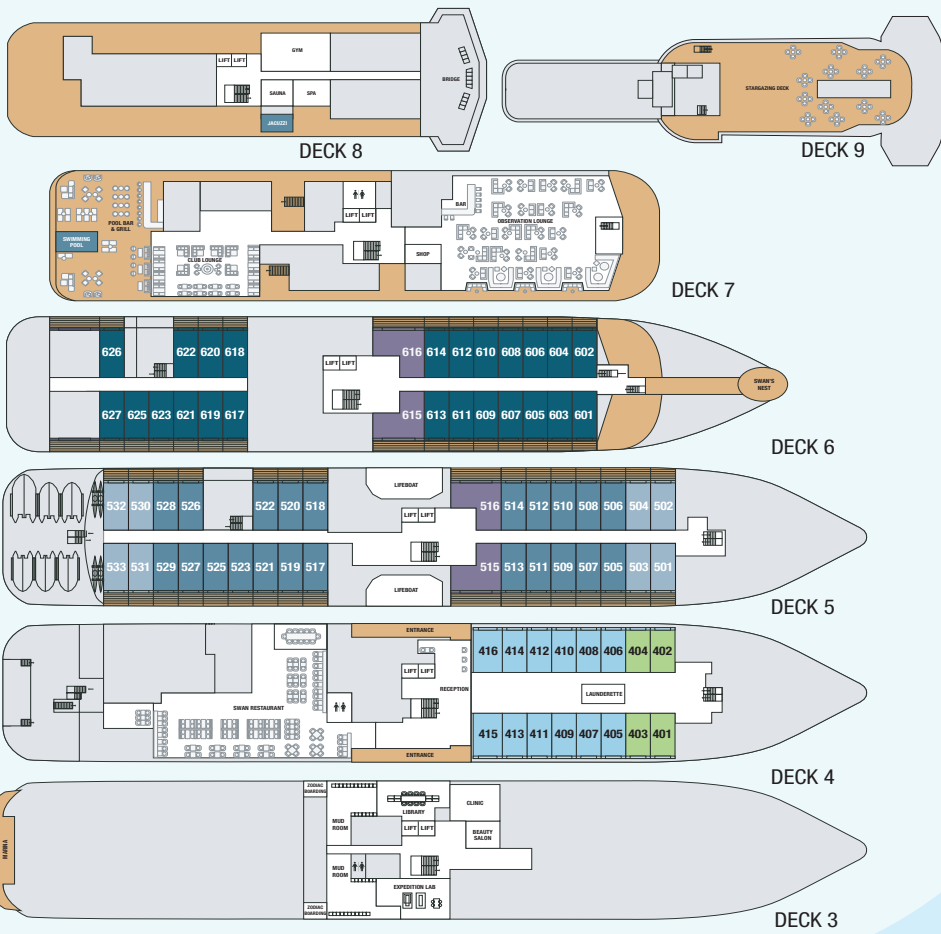 GYM
LIFT LIFT
SAUNA SPA
BRIDGE
JACUZZI
DECK 8
STARGAZING DECK
DECK 9
POOL BAR
& GRILL
SWIMMING
POOL
CLUB LOUNGE
LIFT LIFT
BAR
SHOP
OBSERVATION LOUNGE
DECK 7
626 622 620 618
LIFT LIFT
616 614 612 610 608 606 604 602
627 625 623 621 619 617
615 613 611 609 607 605 603 601
SWAN'S
NEST
DECK 6
LIFEBOAT
532 530 528 526 522 520 518
LIFT LIFT
516 514 512 510 508 506 504 502
533 531 529 527 525 523 521 519 517
515 513 511 509 507 505 503 501
LIFEBOAT
DECK 5
ENTRANCE
416 414 412 410 408 406 404 402
LIFT LIFT
RECEPTION
LAUNDERETTE
SWAN RESTAURANT
415 413 411 409 407 405 403 401
ENTRANCE
DECK 4
ZODIAC
BOARDING
MUD
ROOM
LIBRARY
CLINIC
LIFT LIFT
BEAUTY
SALON
MARINA
MUD
ROOM
EXPEDITION LAB
ZODIAC
BOARDING
DECK 3